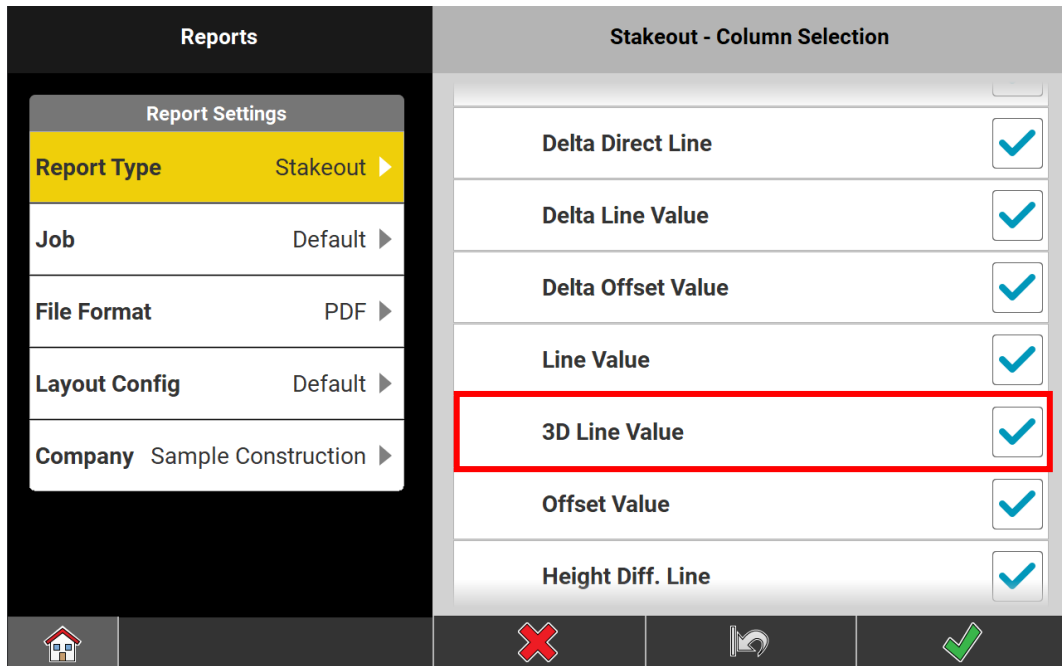 Reports
Stakeout - Column Selection
Report Settings
Report Type Stakeout
Job Default
File Format PDF
Layout Config Default
Company Sample Construction
Delta Direct Line
Delta Line Value
Delta Offset Value
Line Value
3D Line Value
Offset Value
Height Diff. Line